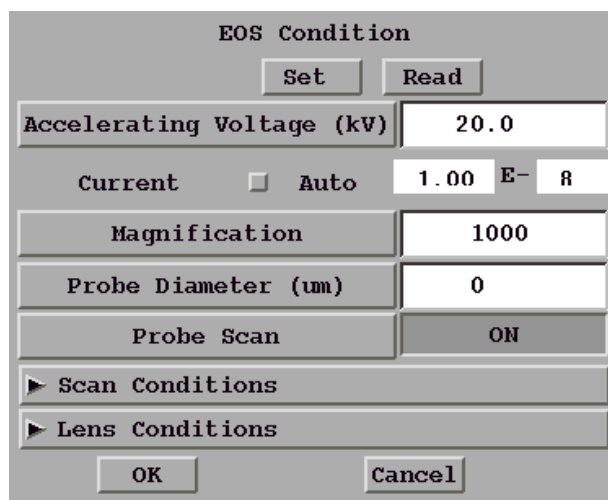 EOS Condition
Set Read
Accelerating Voltage (kV) 20.0
Current Auto 1.00 E- 8
Magnification 1000
Probe Diameter (um) 0
Probe Scan ON
Scan Conditions
Lens Conditions
OK Cancel